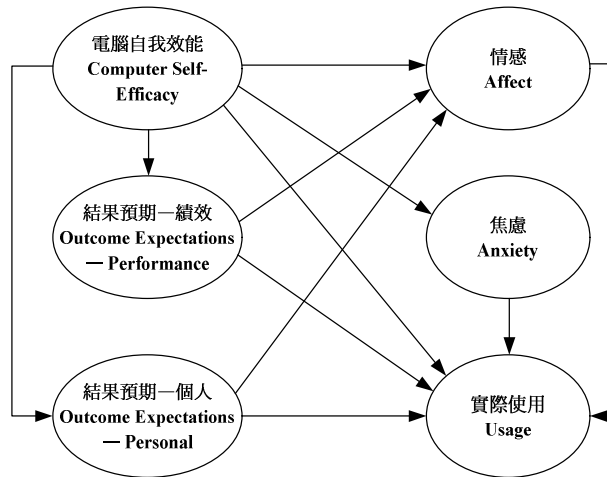 電腦自我效能
Computer Self-
Efficacy
情感
Affect
結果預期—績效
Outcome Expectations
— Performance
焦慮
Anxiety
結果預期—個人
Outcome Expectations
— Personal
實際使用
Usage